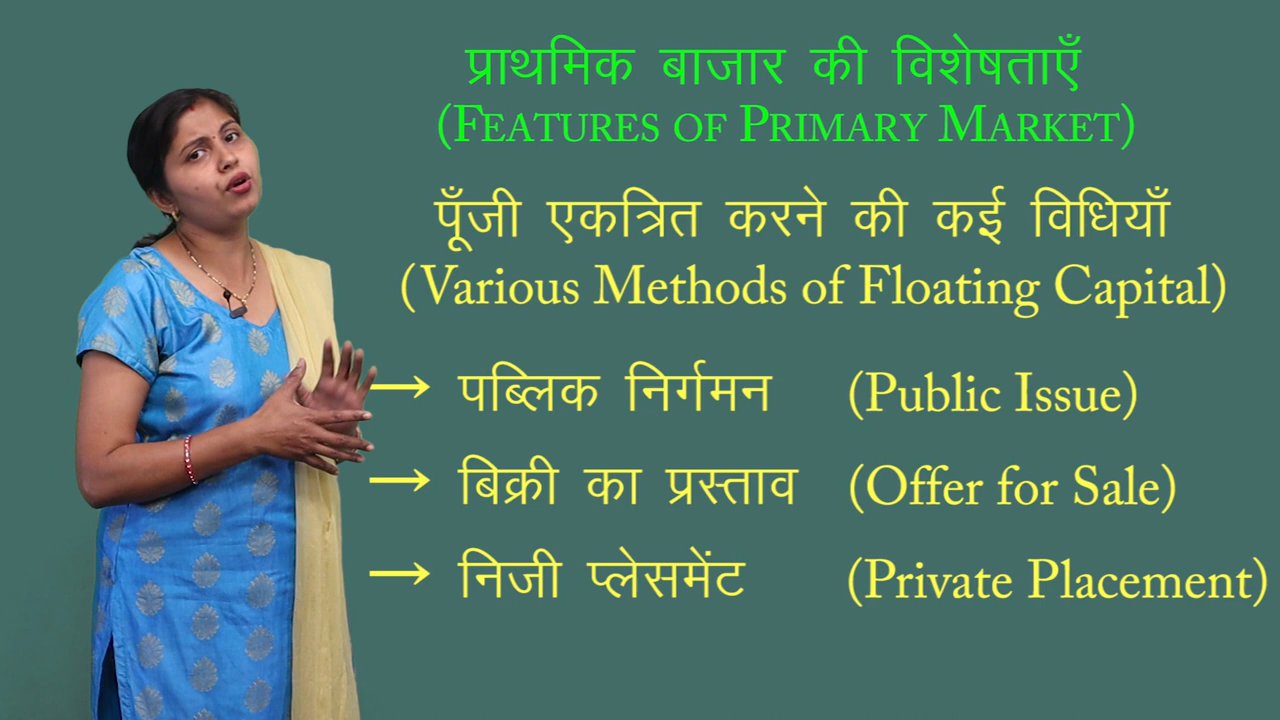 प्राथमिक बाजार की विशेषताएँ
(FEATURES OF PRIMARY MARKET)
पूँजी एकत्रित करने की कई विधियाँ
(Various Methods of Floating Capital)
→ पब्लिक निर्गमन (Public Issue)
→ बिक्री का प्रस्ताव (Offer for Sale)
→ निजी प्लेसमेंट (Private Placement)